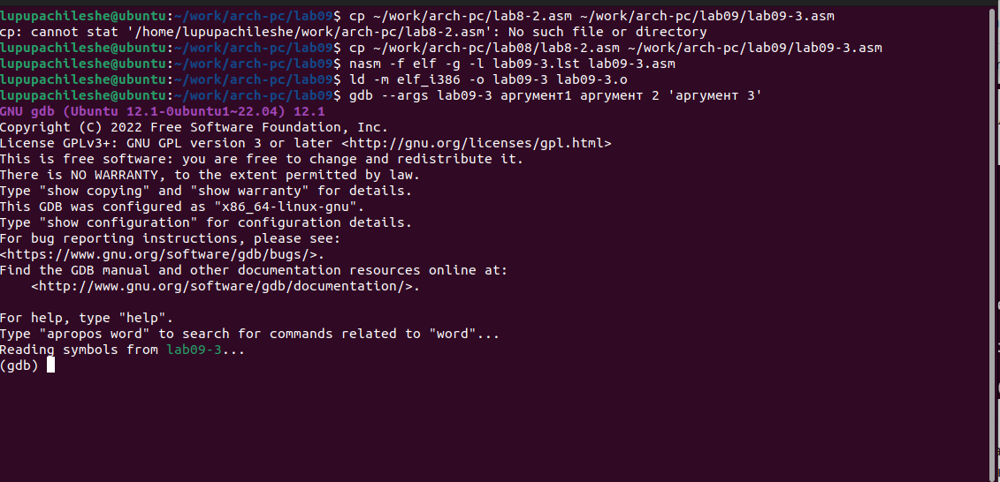 lupupachileshe@ubuntu:~/work/arch-pc/lab09$ cp ~/work/arch-pc/lab8-2.asm ~/work/arch-pc/lab09/lab09-3.asm
cp: cannot stat '/home/lupupachileshe/work/arch-pc/lab8-2.asm': No such file or directory
lupupachileshe@ubuntu:~/work/arch-pc/lab09$ cp ~/work/arch-pc/lab08/lab8-2.asm ~/work/arch-pc/lab09/lab09-3.asm
lupupachileshe@ubuntu:~/work/arch-pc/lab09$ nasm -f elf -g -l lab09-3.lst lab09-3.asm
lupupachileshe@ubuntu:~/work/arch-pc/lab09$ ld -m elf_i386 -o lab09-3 lab09-3.o
lupupachileshe@ubuntu:~/work/arch-pc/lab09$ gdb --args lab09-3 аргумент1 аргумент 2 'аргумент 3'
GNU gdb (Ubuntu 12.1-0ubuntu1~22.04) 12.1
Copyright (C) 2022 Free Software Foundation, Inc.
License GPLv3+: GNU GPL version 3 or later <http://gnu.org/licenses/gpl.html>
This is free software: you are free to change and redistribute it.
There is NO WARRANTY, to the extent permitted by law.
Type "show copying" and "show warranty" for details.
This GDB was configured as "x86_64-linux-gnu".
Type "show configuration" for configuration details.
For bug reporting instructions, please see:
<https://www.gnu.org/software/gdb/bugs/>.
Find the GDB manual and other documentation resources online at:
    <http://www.gnu.org/software/gdb/documentation/>.
For help, type "help".
Type "apropos word" to search for commands related to "word"...
Reading symbols from lab09-3...
(gdb)